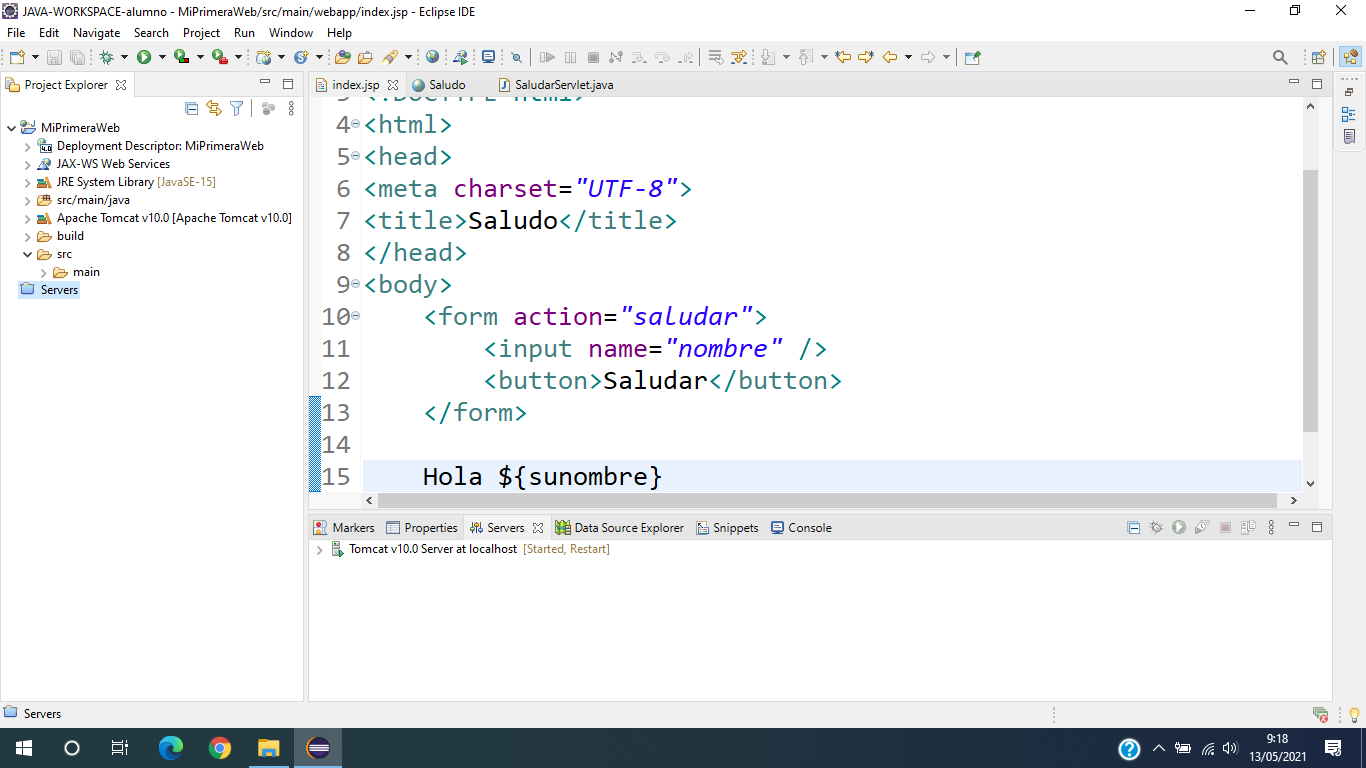 JAVA-WORKSPACE-alumno - MiPrimeraWeb/src/main/webapp/index.jsp - Eclipse IDE
File Edit Navigate Search Project Run Window Help
Project Explorer
index.jsp Saludo SaludarServlet.java
MiPrimeraWeb
Deployment Descriptor: MiPrimeraWeb
JAX-WS Web Services
JRE System Library [JavaSE-15]
src/main/java
Apache Tomcat v10.0 [Apache Tomcat v10.0]
build
src
main
Servers
3 <!DOCTYPE html>
4 <html>
5 <head>
6 <meta charset="UTF-8">
7 <title>Saludo</title>
8 </head>
9 <body>
10 <form action="saludar">
11 <input name="nombre" />
12 <button>Saludar</button>
13 </form>
14
15 Hola ${sunombre}
Markers Properties Servers Data Source Explorer Snippets Console
Tomcat v10.0 Server at localhost [Started, Restart]
Servers
9:18
13/05/2021